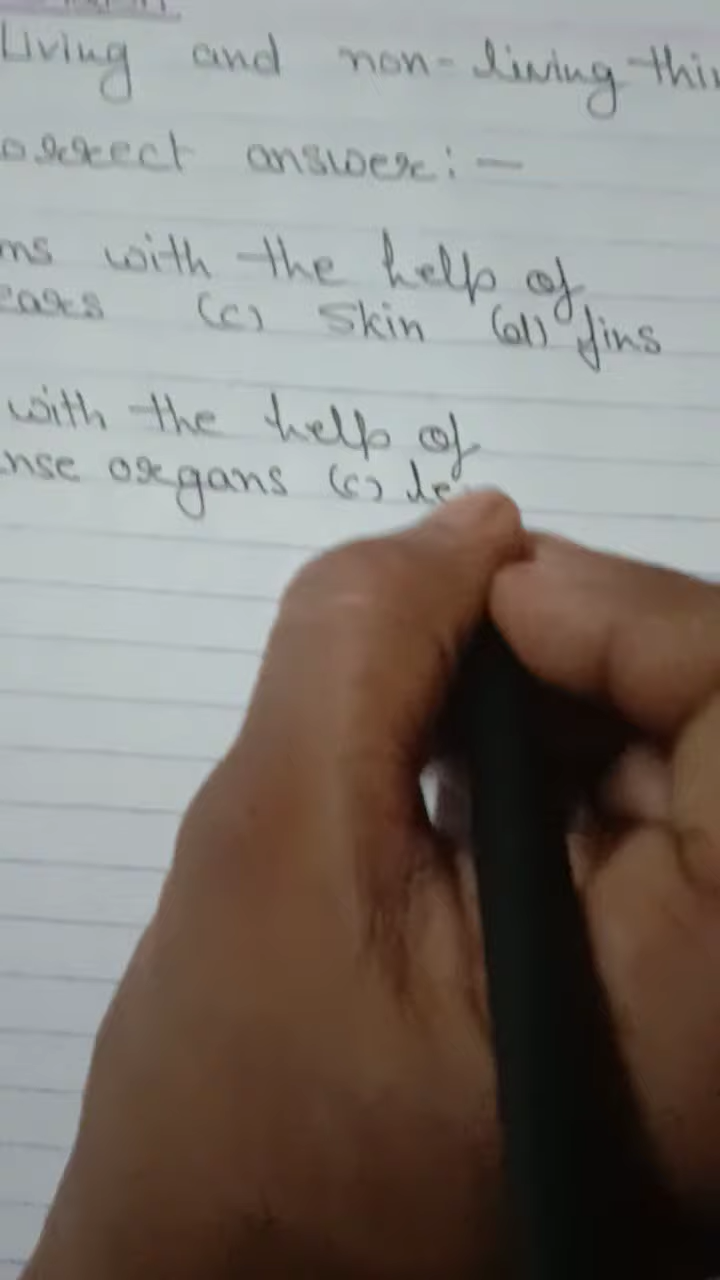 Living and non-living thi
orrect answer:-
ms with the help of
ears (c) Skin (d) fins
with the help of
nse organs (c) le